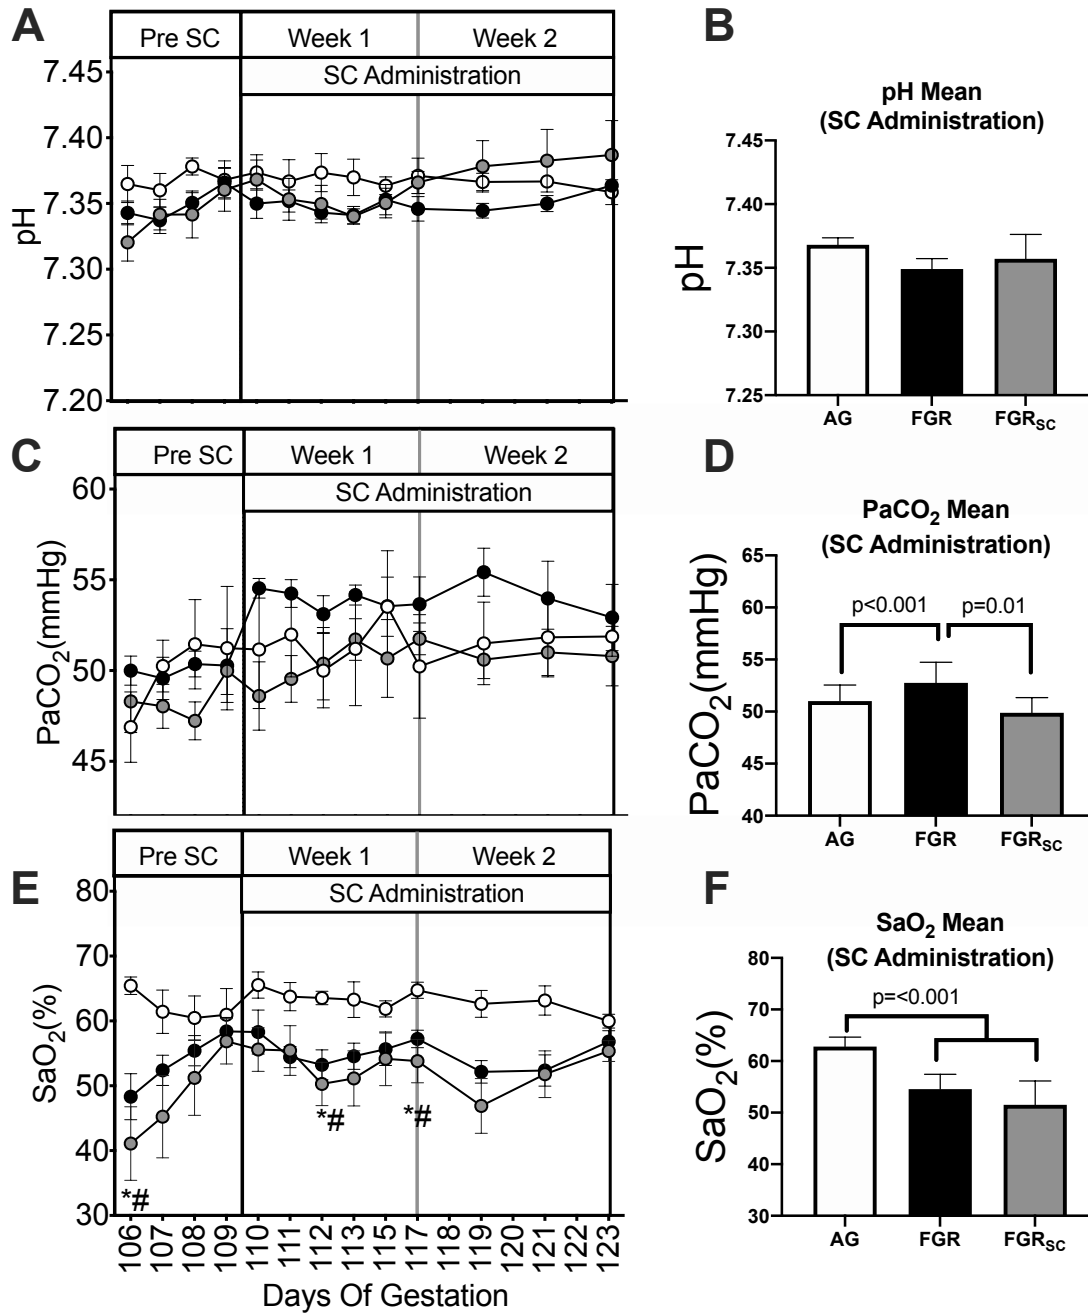 A
Pre SC
Week 1
Week 2
SC Administration
7.45
7.40
7.35
7.30
7.25
7.20
pH
B
pH Mean
(SC Administration)
7.45
7.40
7.35
7.30
7.25
pH
AG
FGR
FGRSC
C
Pre SC
Week 1
Week 2
SC Administration
60
55
50
45
PaCO2(mmHg)
D
PaCO2 Mean
(SC Administration)
65
60
55
50
45
40
PaCO2(mmHg)
p<0.001
p=0.01
AG
FGR
FGRSC
E
Pre SC
Week 1
Week 2
SC Administration
80
70
60
50
40
30
SaO2(%)
*#
*#
*#
106
107
108
109
110
111
112
113
115
117
118
119
120
121
122
123
Days Of Gestation
F
SaO2 Mean
(SC Administration)
80
70
60
50
40
30
SaO2(%)
p=<0.001
AG
FGR
FGRSC